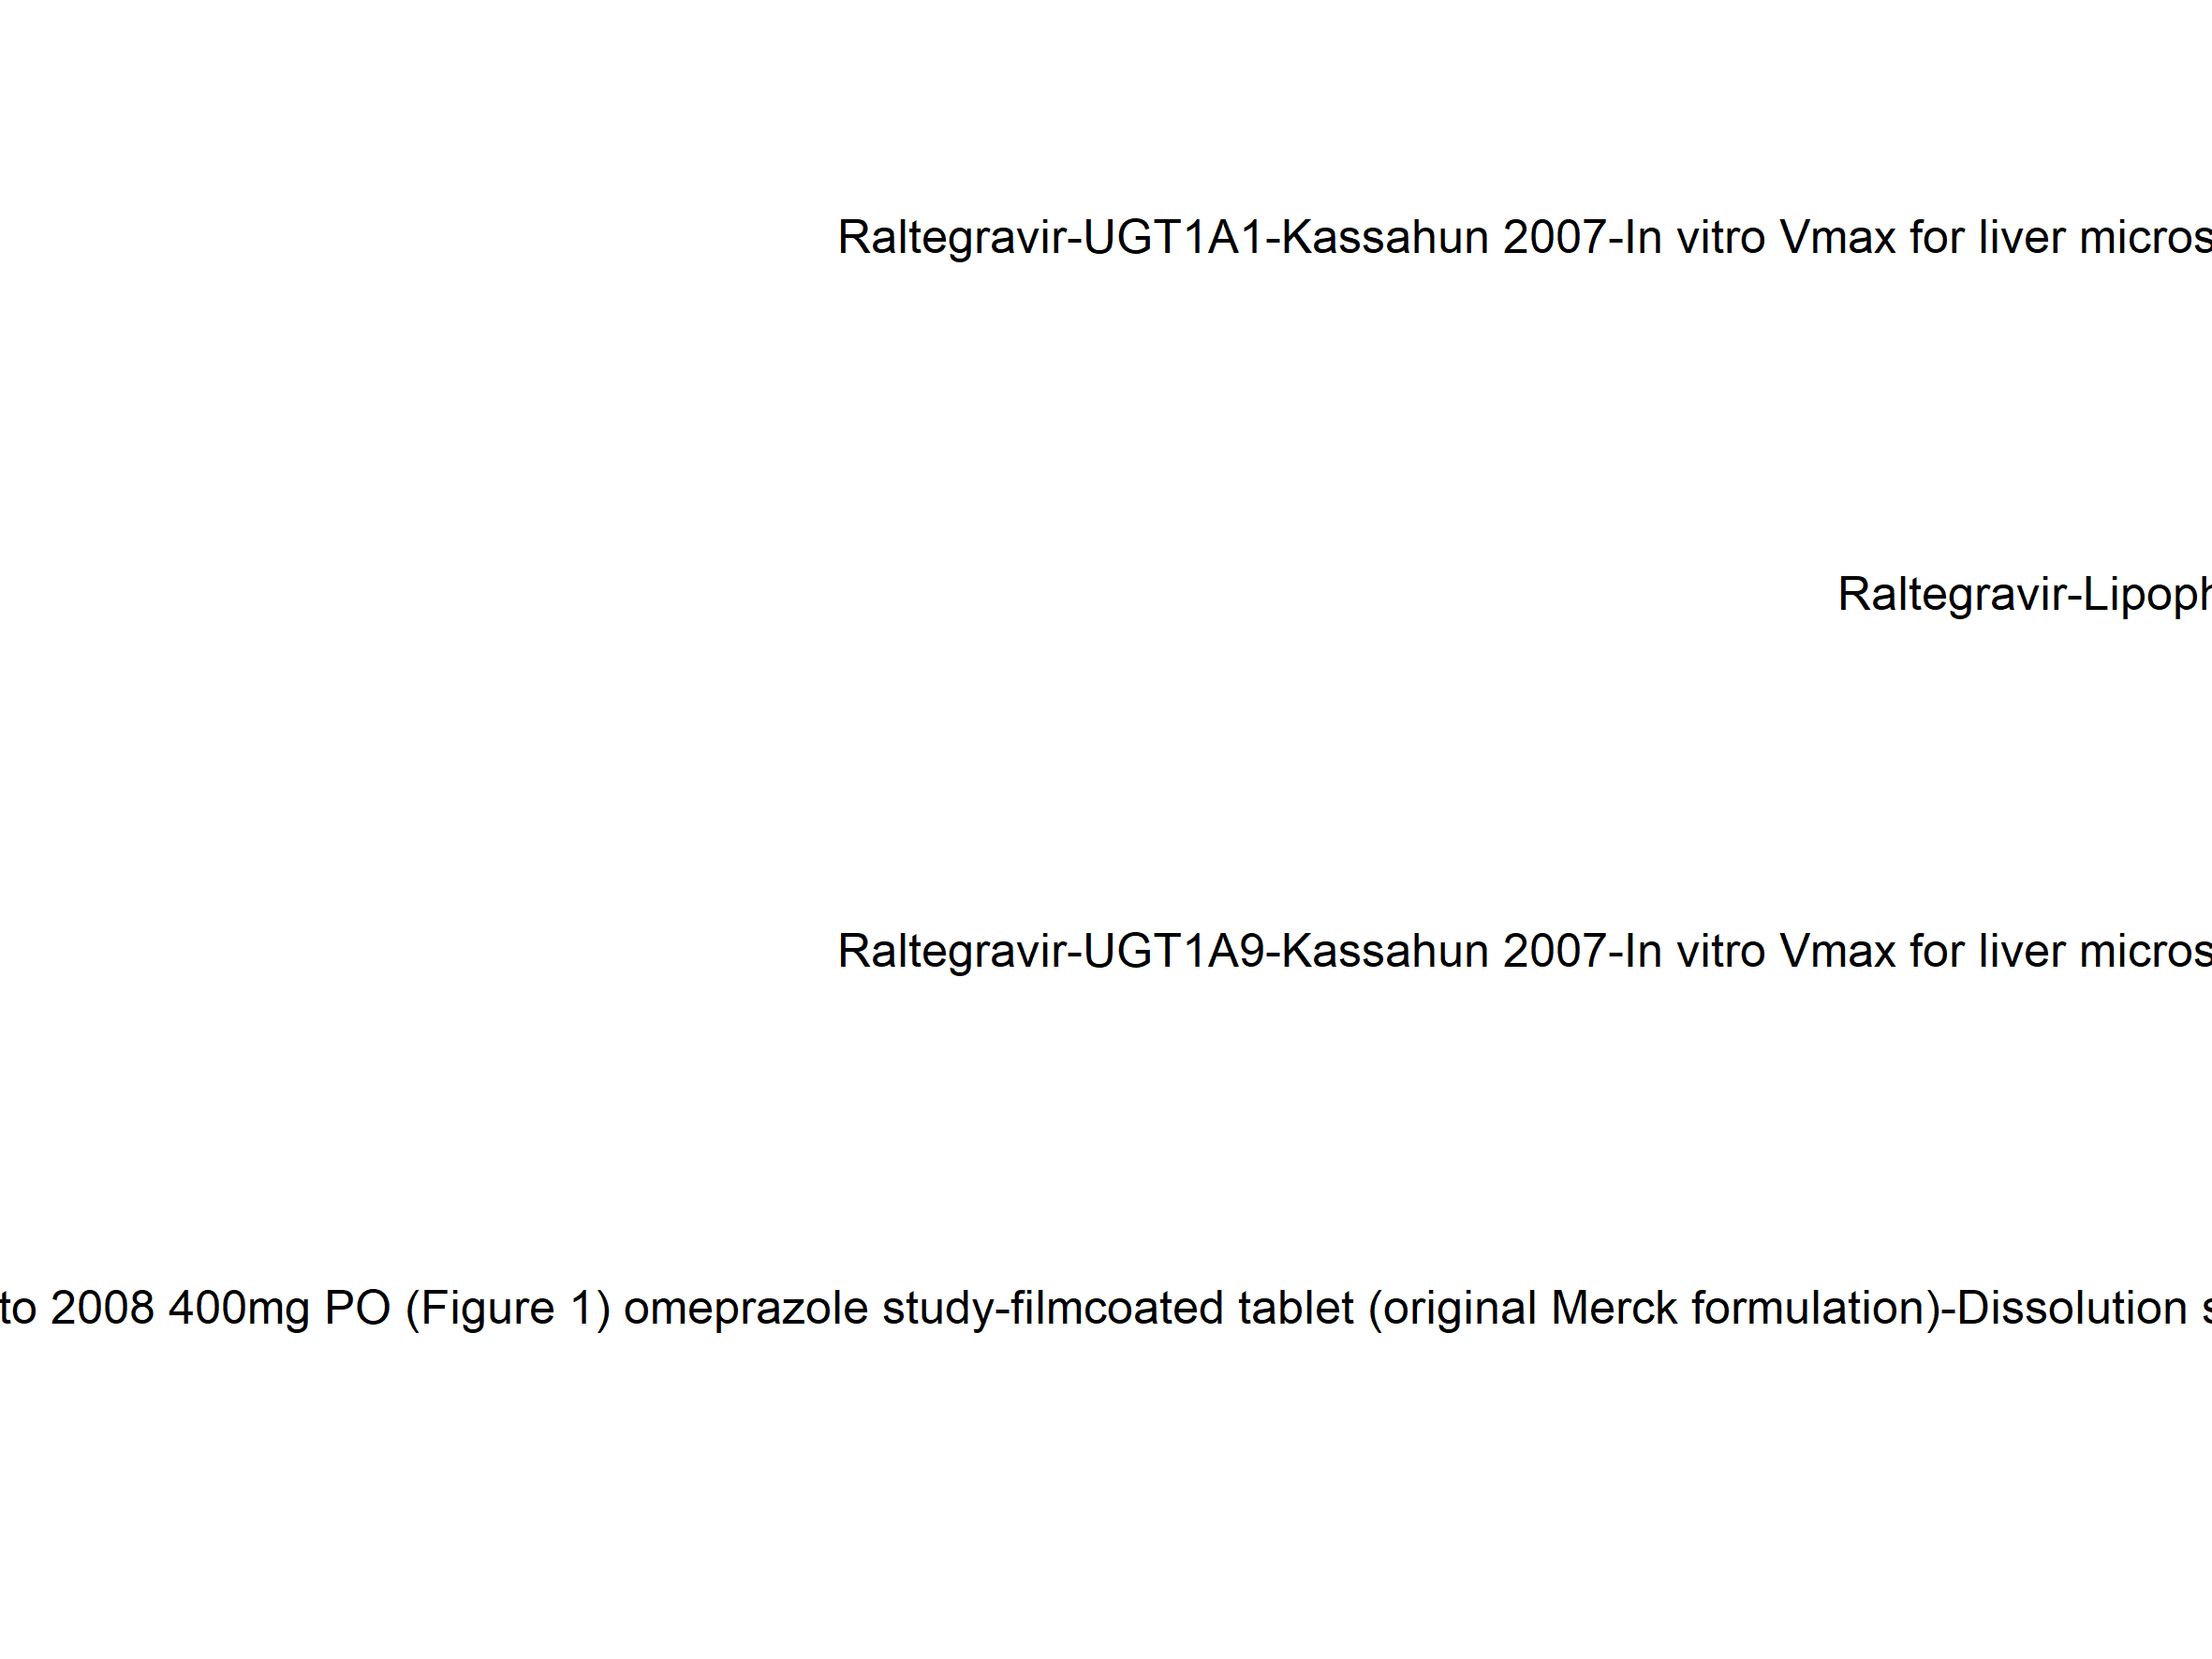 Raltegravir-UGT1A1-Kassahun 2007-In vitro Vmax for liver micros
Raltegravir-Lipoph
Raltegravir-UGT1A9-Kassahun 2007-In vitro Vmax for liver micros
to 2008 400mg PO (Figure 1) omeprazole study-filmcoated tablet (original Merck formulation)-Dissolution s